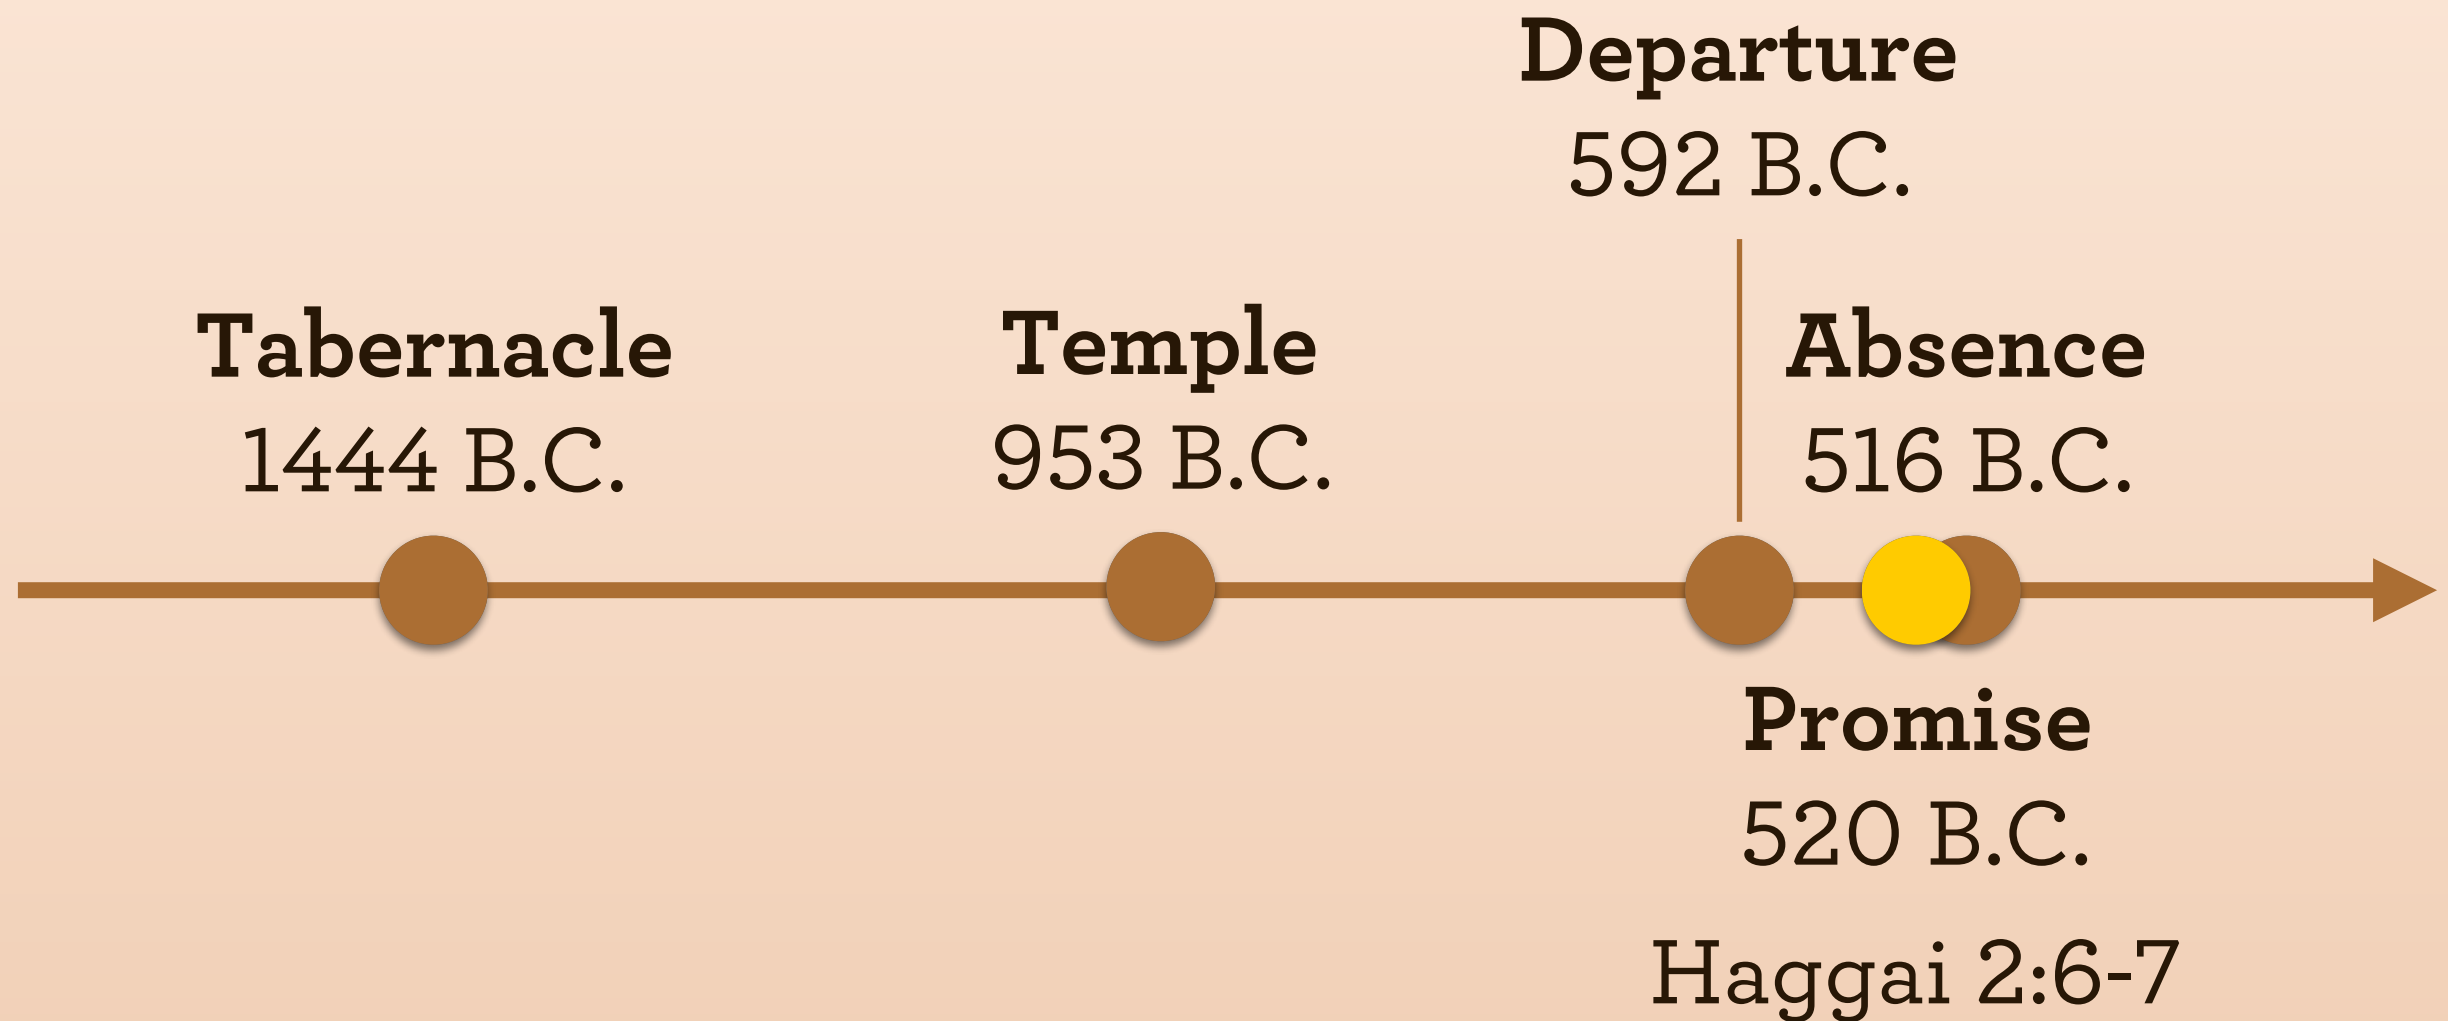 Departure
592 B.C.
Tabernacle
1444 B.C.
Temple
953 B.C.
Absence
516 B.C.
Promise
520 B.C.
Haggai 2:6-7